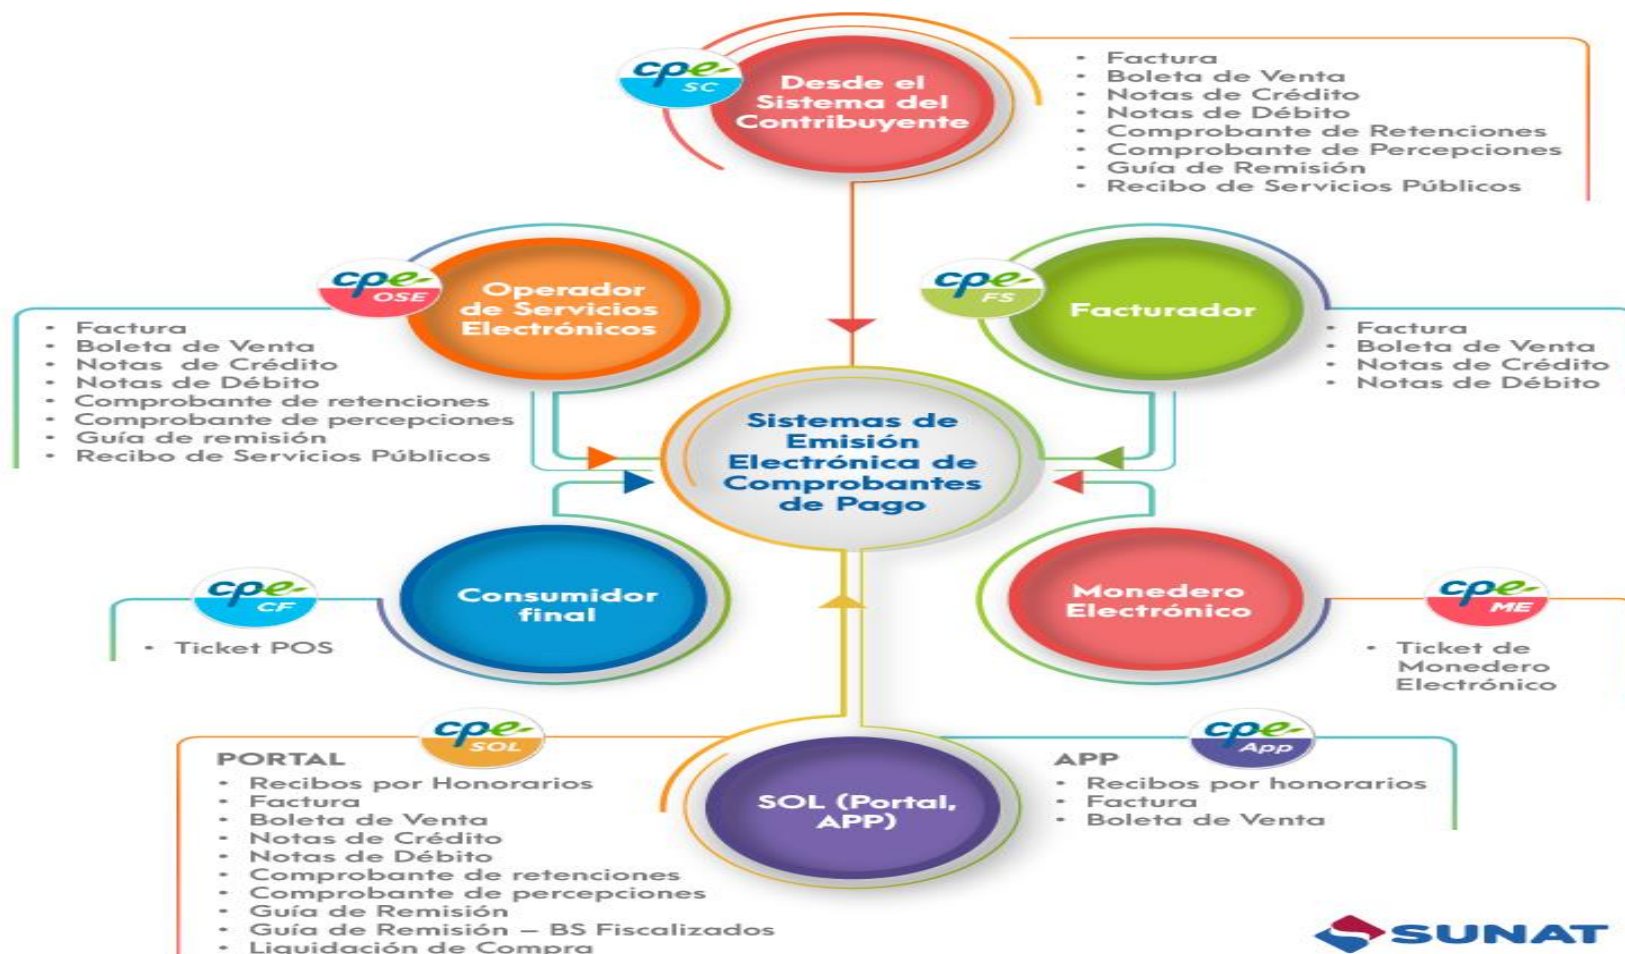 cpe-
SC
Desde el
Sistema del
Contribuyente
• Factura
• Boleta de Venta
• Notas de Crédito
• Notas de Débito
• Comprobante de Retenciones
• Comprobante de Percepciones
• Guía de Remisión
• Recibo de Servicios Públicos
cpe-
OSE
Operador
de Servicios
Electrónicos
• Factura
• Boleta de Venta
• Notas de Crédito
• Notas de Débito
• Comprobante de retenciones
• Comprobante de percepciones
• Guía de remisión
• Recibo de Servicios Públicos
cpe-
FS
Facturador
• Factura
• Boleta de Venta
• Notas de Crédito
• Notas de Débito
Sistemas de
Emisión
Electrónica de
Comprobantes
de Pago
cpe-
CF
Consumidor
final
• Ticket POS
Monedero
Electrónico
cpe-
ME
• Ticket de
Monedero
Electrónico
cpe-
SOL
PORTAL
• Recibos por Honorarios
• Factura
• Boleta de Venta
• Notas de Crédito
• Notas de Débito
• Comprobante de retenciones
• Comprobante de percepciones
• Guía de Remisión
• Guía de Remisión – BS Fiscalizados
• Liquidación de Compra
SOL (Portal,
APP)
cpe-
App
APP
• Recibos por honorarios
• Factura
• Boleta de Venta
SUNAT